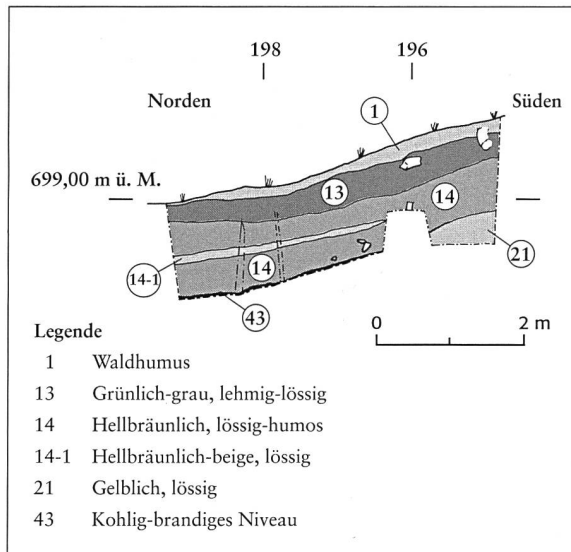 198 196
Norden Süden
1
699,00 m ü. M.
13
14
14-1
14
21
43
Legende
0 2 m
1 Waldhumus
13 Grünlich-grau, lehmig-lössig
14 Hellbräunlich, lössig-humos
14-1 Hellbräunlich-beige, lössig
21 Gelblich, lössig
43 Kohlig-brandiges Niveau